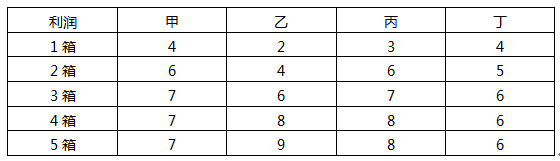 利润 甲 乙 丙 丁
1 箱 4 2 3 4
2 箱 6 4 6 5
3 箱 7 6 7 6
4 箱 7 8 8 6
5 箱 7 9 8 6